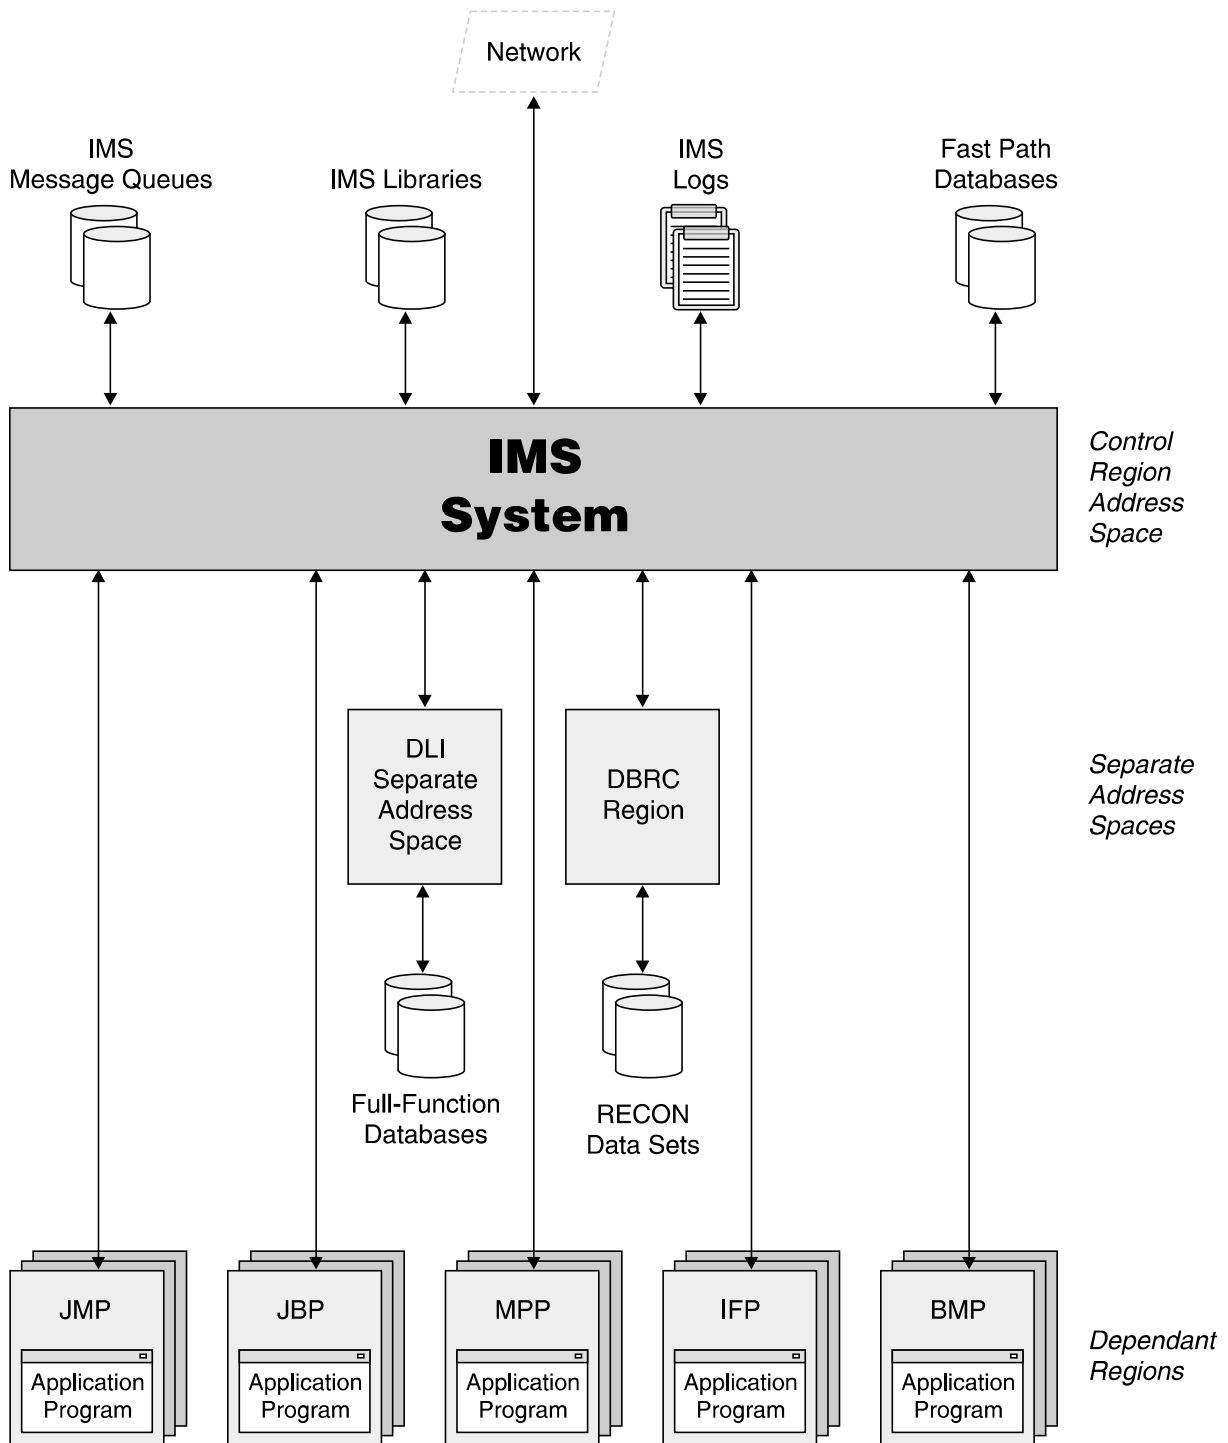 Network
IMS
Message Queues
IMS Libraries
IMS
Logs
Fast Path
Databases
IMS
System
Control
Region
Address
Space
DLI
Separate
Address
Space
DBRC
Region
Separate
Address
Spaces
Full-Function
Databases
RECON
Data Sets
JMP
Application
Program
JBP
Application
Program
MPP
Application
Program
IFP
Application
Program
BMP
Application
Program
Dependant
Regions